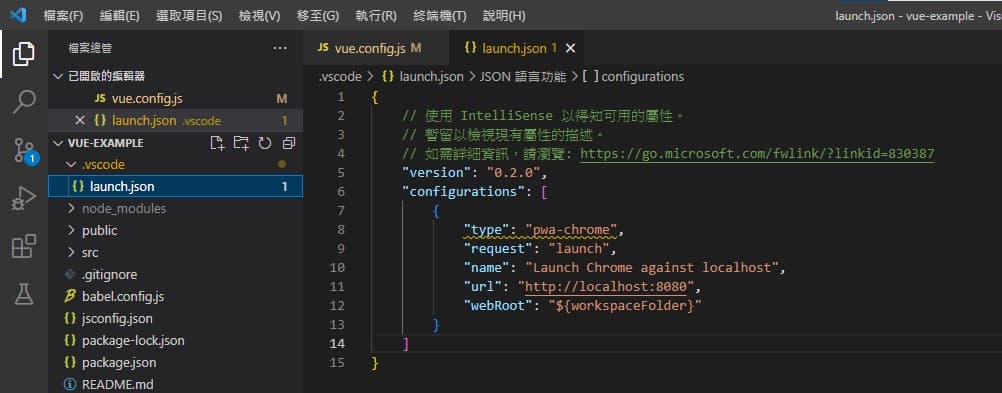 檔案(F) 編輯(E) 選取項目(S) 檢視(V) 移至(G) 執行(R) 終端機(T) 說明(H) launch.json - vue-example - Vis
檔案總管 ···
已開啟的編輯器
JS vue.config.js M
{ } launch.json .vscode 1
VUE-EXAMPLE
.vscode
{ } launch.json 1
node_modules
public
src
.gitignore
babel.config.js
{ } jsconfig.json
{ } package-lock.json
{ } package.json
README.md
1
JS vue.config.js M { } launch.json 1
.vscode > { } launch.json > JSON 語言功能 > [ ] configurations
1 {
2 // 使用 IntelliSense 以得知可用的屬性。
3 // 暫留以檢視現有屬性的描述。
4 // 如需詳細資訊，請瀏覽: https://go.microsoft.com/fwlink/?linkid=830387
5 "version": "0.2.0",
6 "configurations": [
7 {
8 "type": "pwa-chrome",
9 "request": "launch",
10 "name": "Launch Chrome against localhost",
11 "url": "http://localhost:8080",
12 "webRoot": "${workspaceFolder}"
13 }
14 ]
15 }